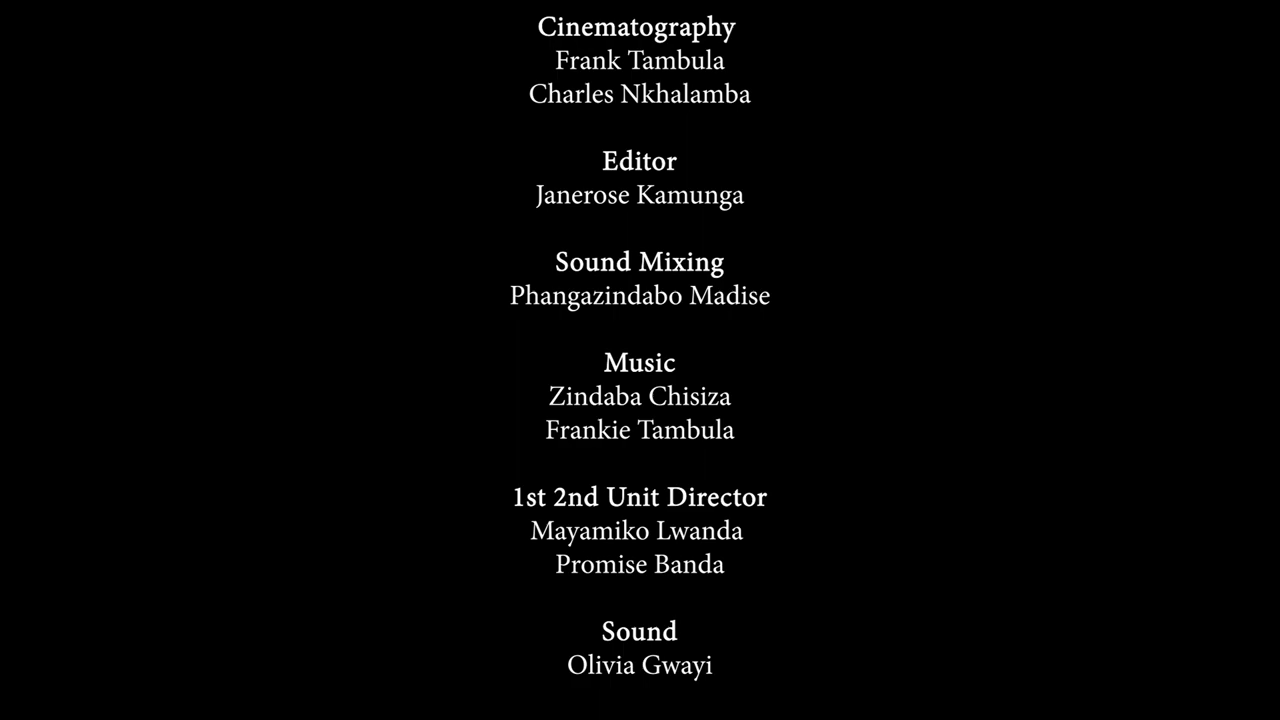 Cinematography
Frank Tambula
Charles Nkhalamba
Editor
Janerose Kamunga
Sound Mixing
Phangazindabo Madise
Music
Zindaba Chisiza
Frankie Tambula
1st 2nd Unit Director
Mayamiko Lwanda
Promise Banda
Sound
Olivia Gwayi